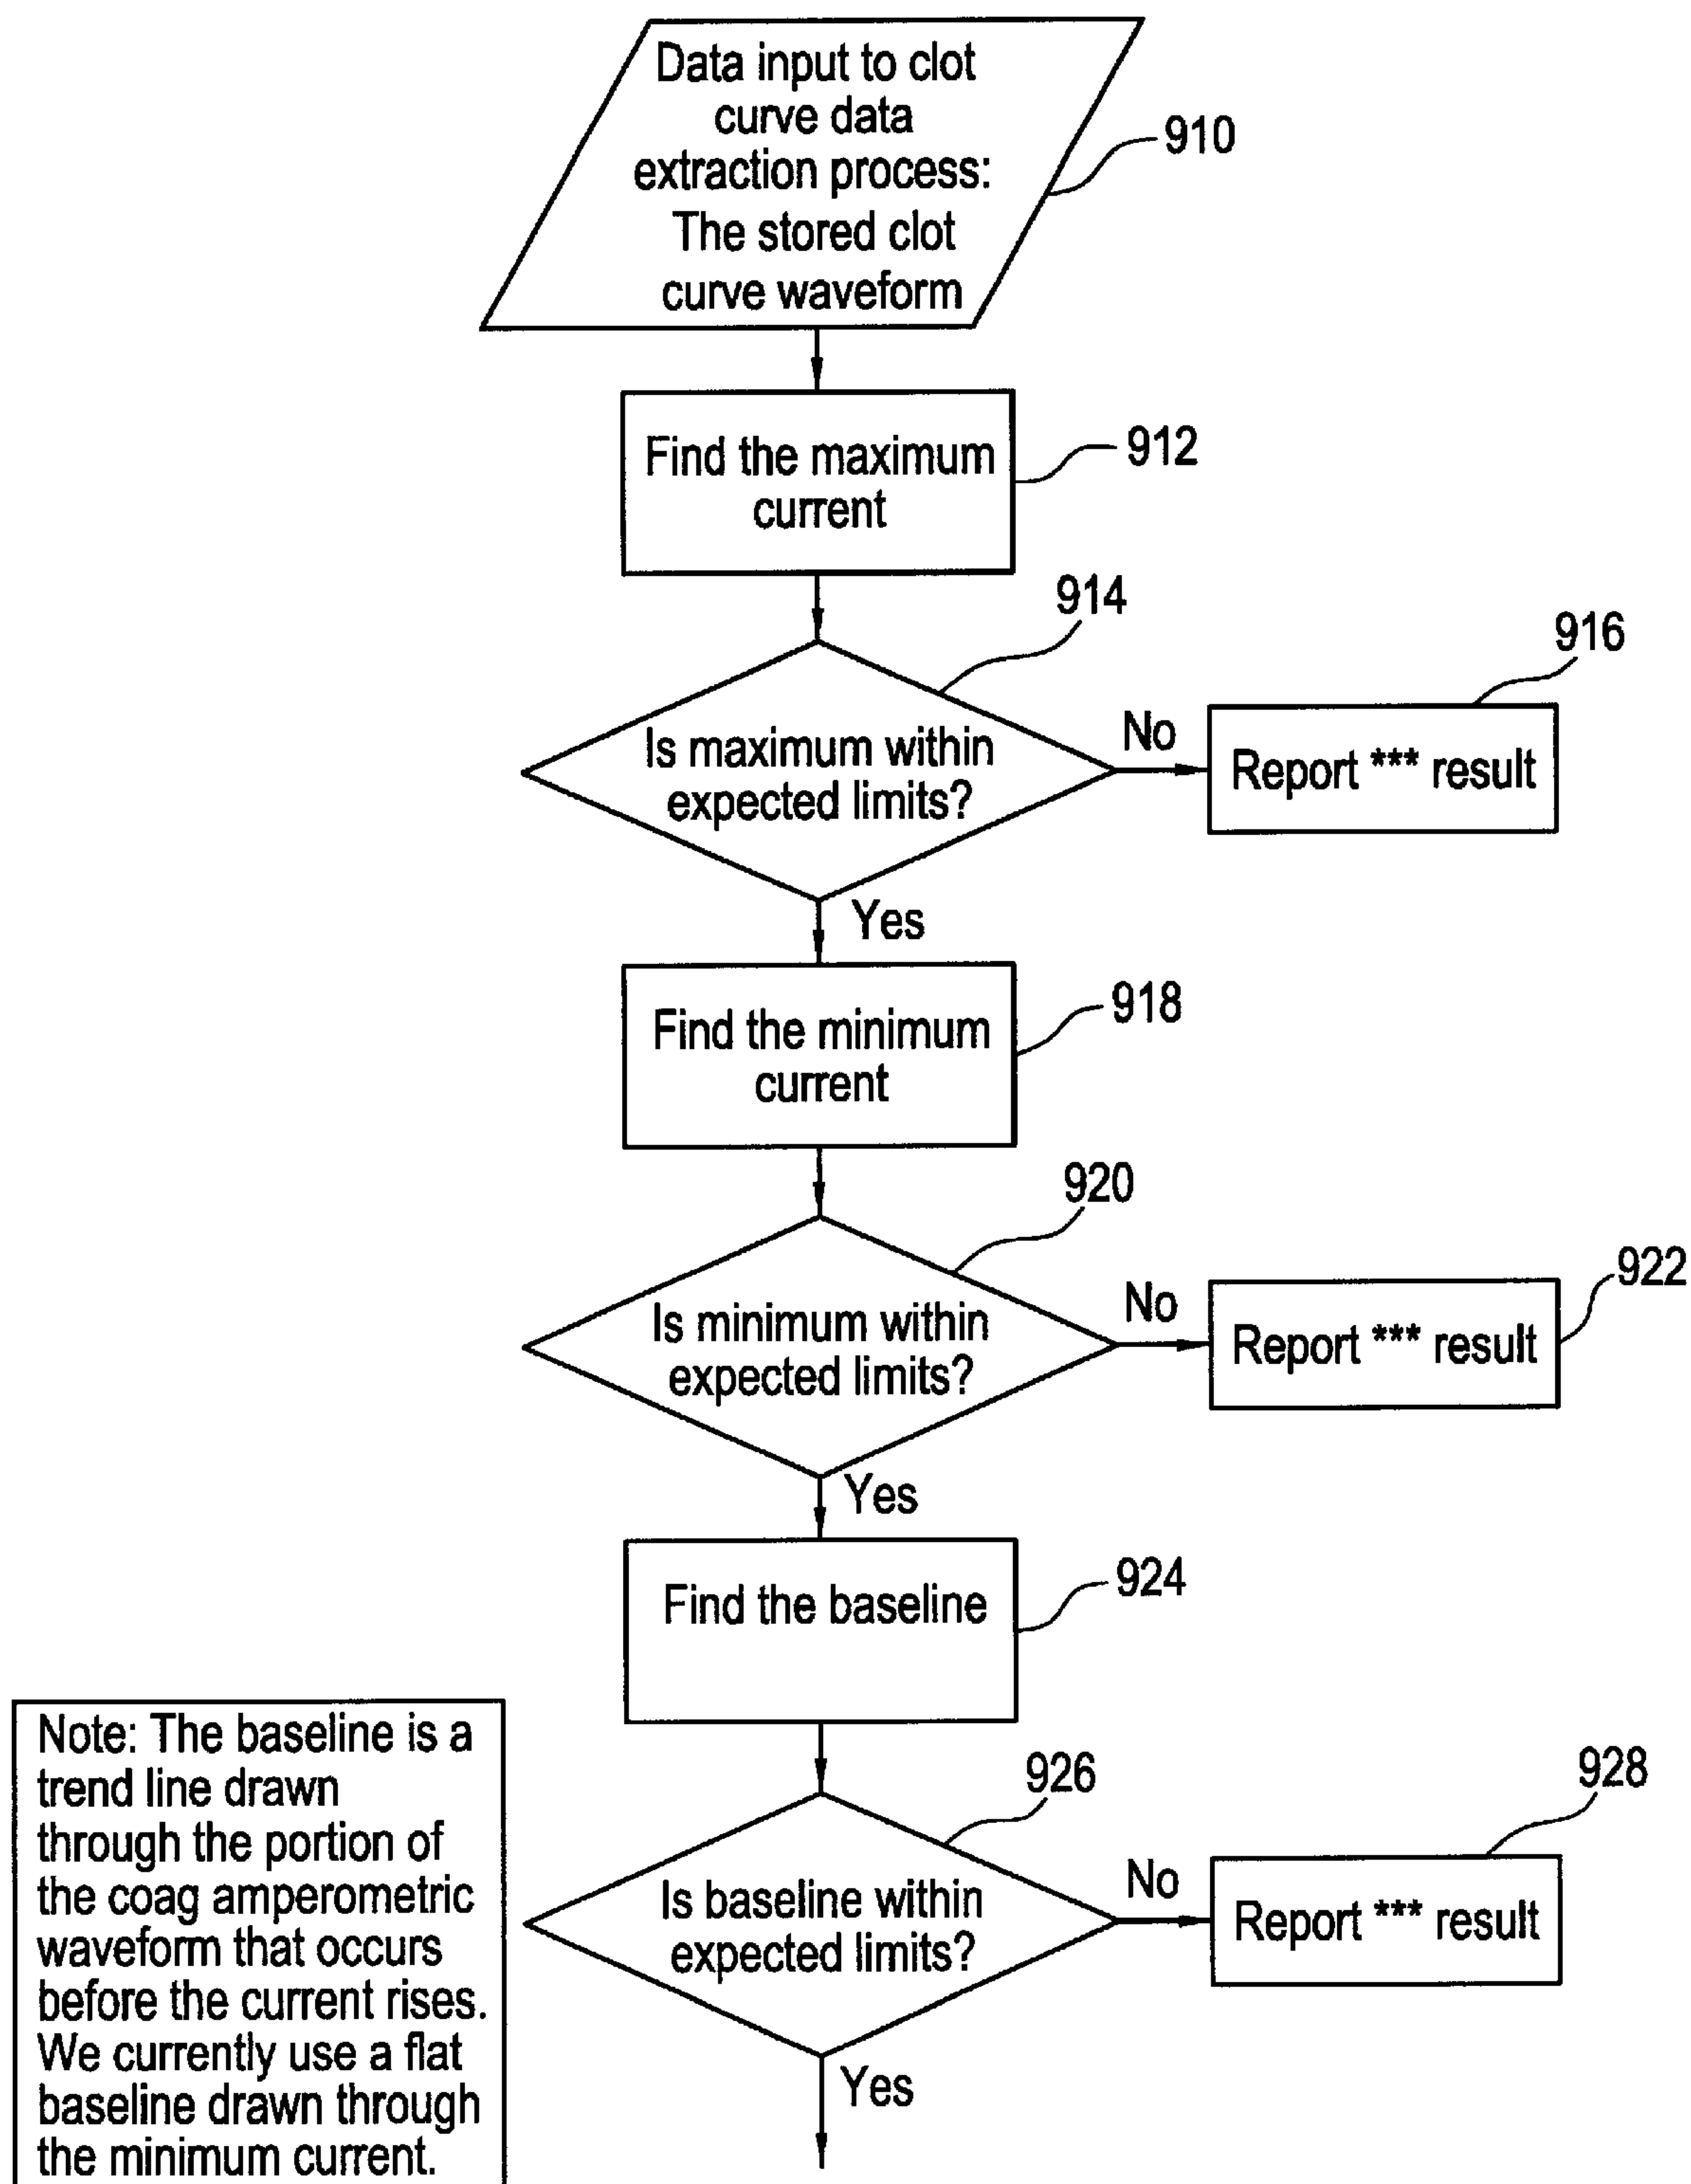 Data input to clot
curve data
extraction process:
The stored clot
curve waveform
910
Find the maximum
current
912
914
Is maximum within
expected limits?
No
916
Report *** result
Yes
Find the minimum
current
918
920
Is minimum within
expected limits?
No
922
Report *** result
Yes
Find the baseline
924
926
Is baseline within
expected limits?
No
928
Report *** result
Yes
Note: The baseline is a
trend line drawn
through the portion of
the coag amperometric
waveform that occurs
before the current rises.
We currently use a flat
baseline drawn through
the minimum current.